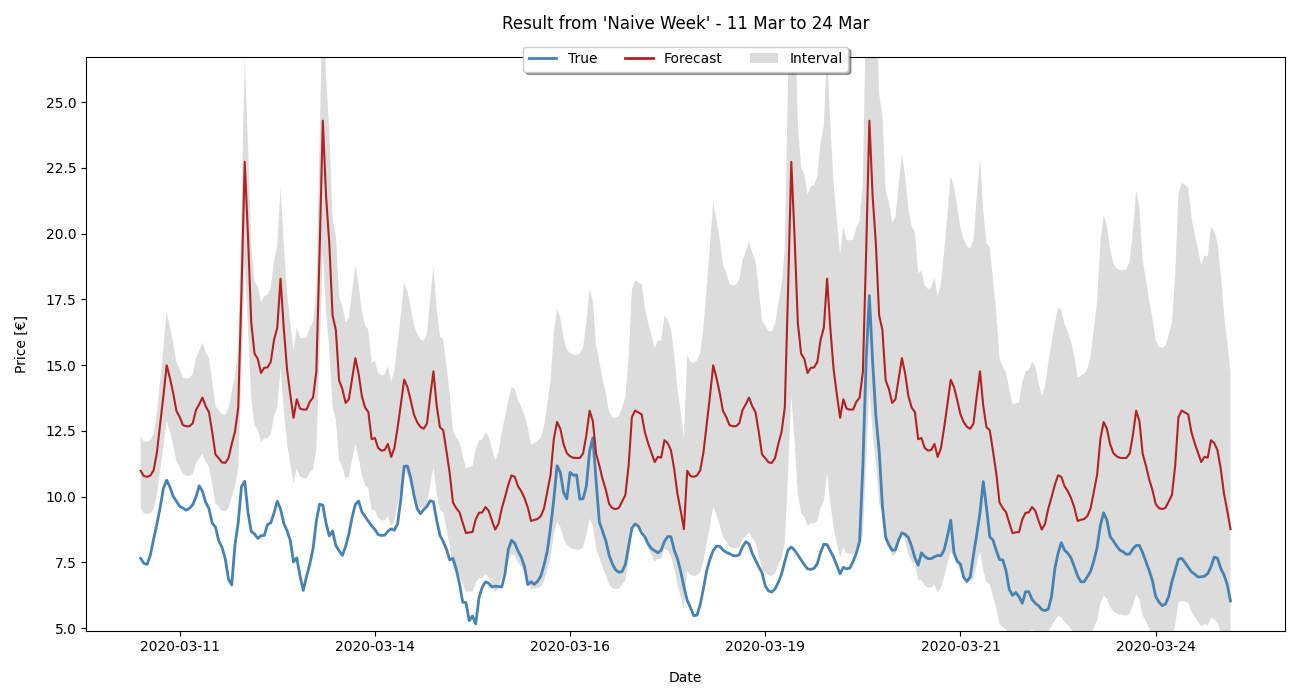 Result from 'Naive Week' - 11 Mar to 24 Mar
True Forecast Interval
25.0
22.5
20.0
17.5
15.0
12.5
10.0
7.5
5.0
Price [€]
2020-03-11 2020-03-14 2020-03-16 2020-03-19 2020-03-21 2020-03-24
Date